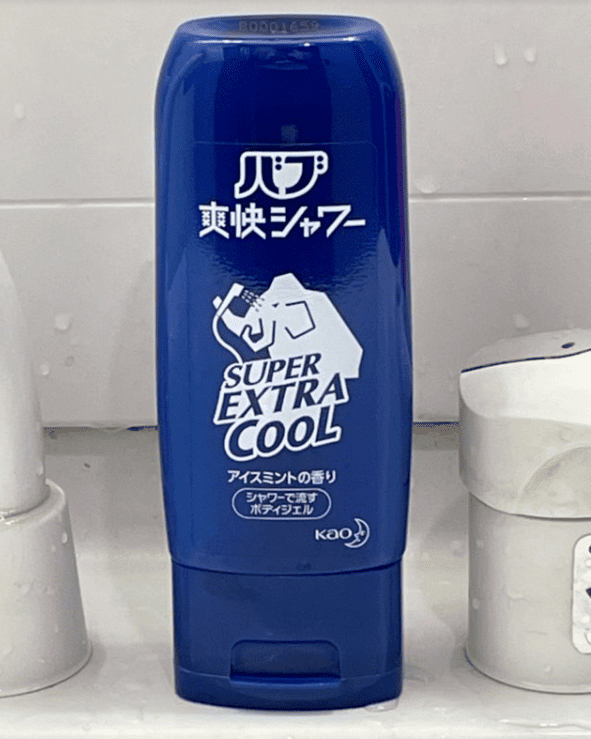 E0001659
バブ
爽快シャワー
SUPER
EXTRA
COOL
アイスミントの香り
シャワーで流す
ボディジェル
Kao